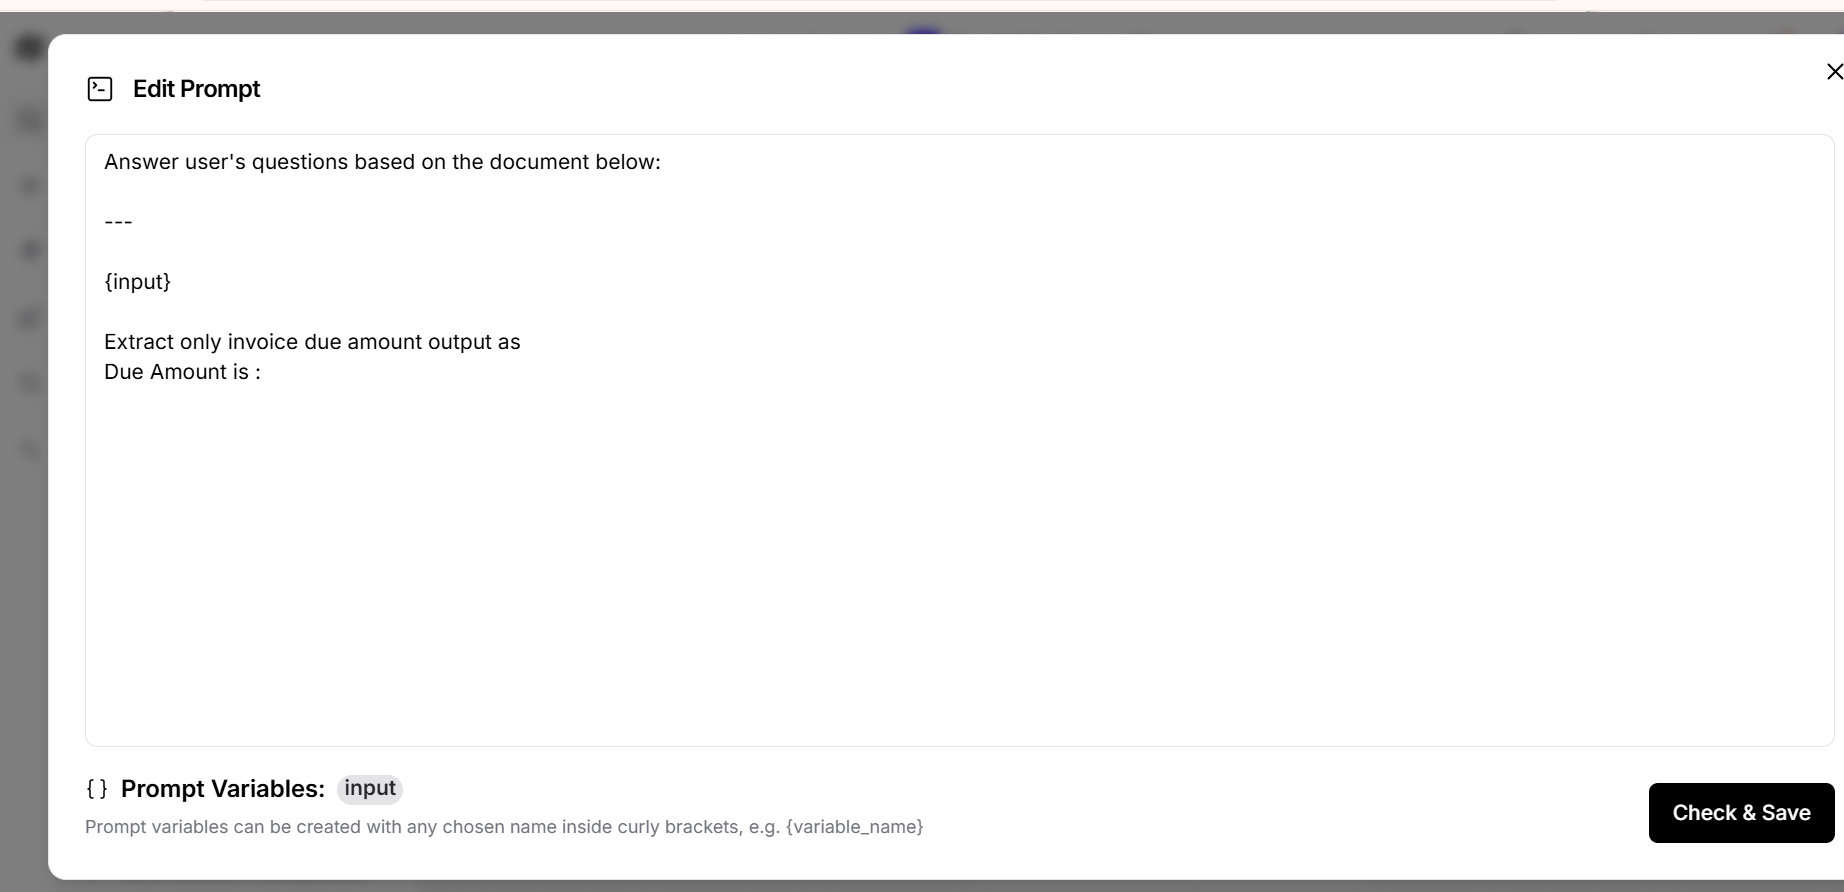 Edit Prompt
Answer user's questions based on the document below:
---
{input}
Extract only invoice due amount output as
Due Amount is :
{} Prompt Variables: input
Prompt variables can be created with any chosen name inside curly brackets, e.g. {variable_name}
Check & Save